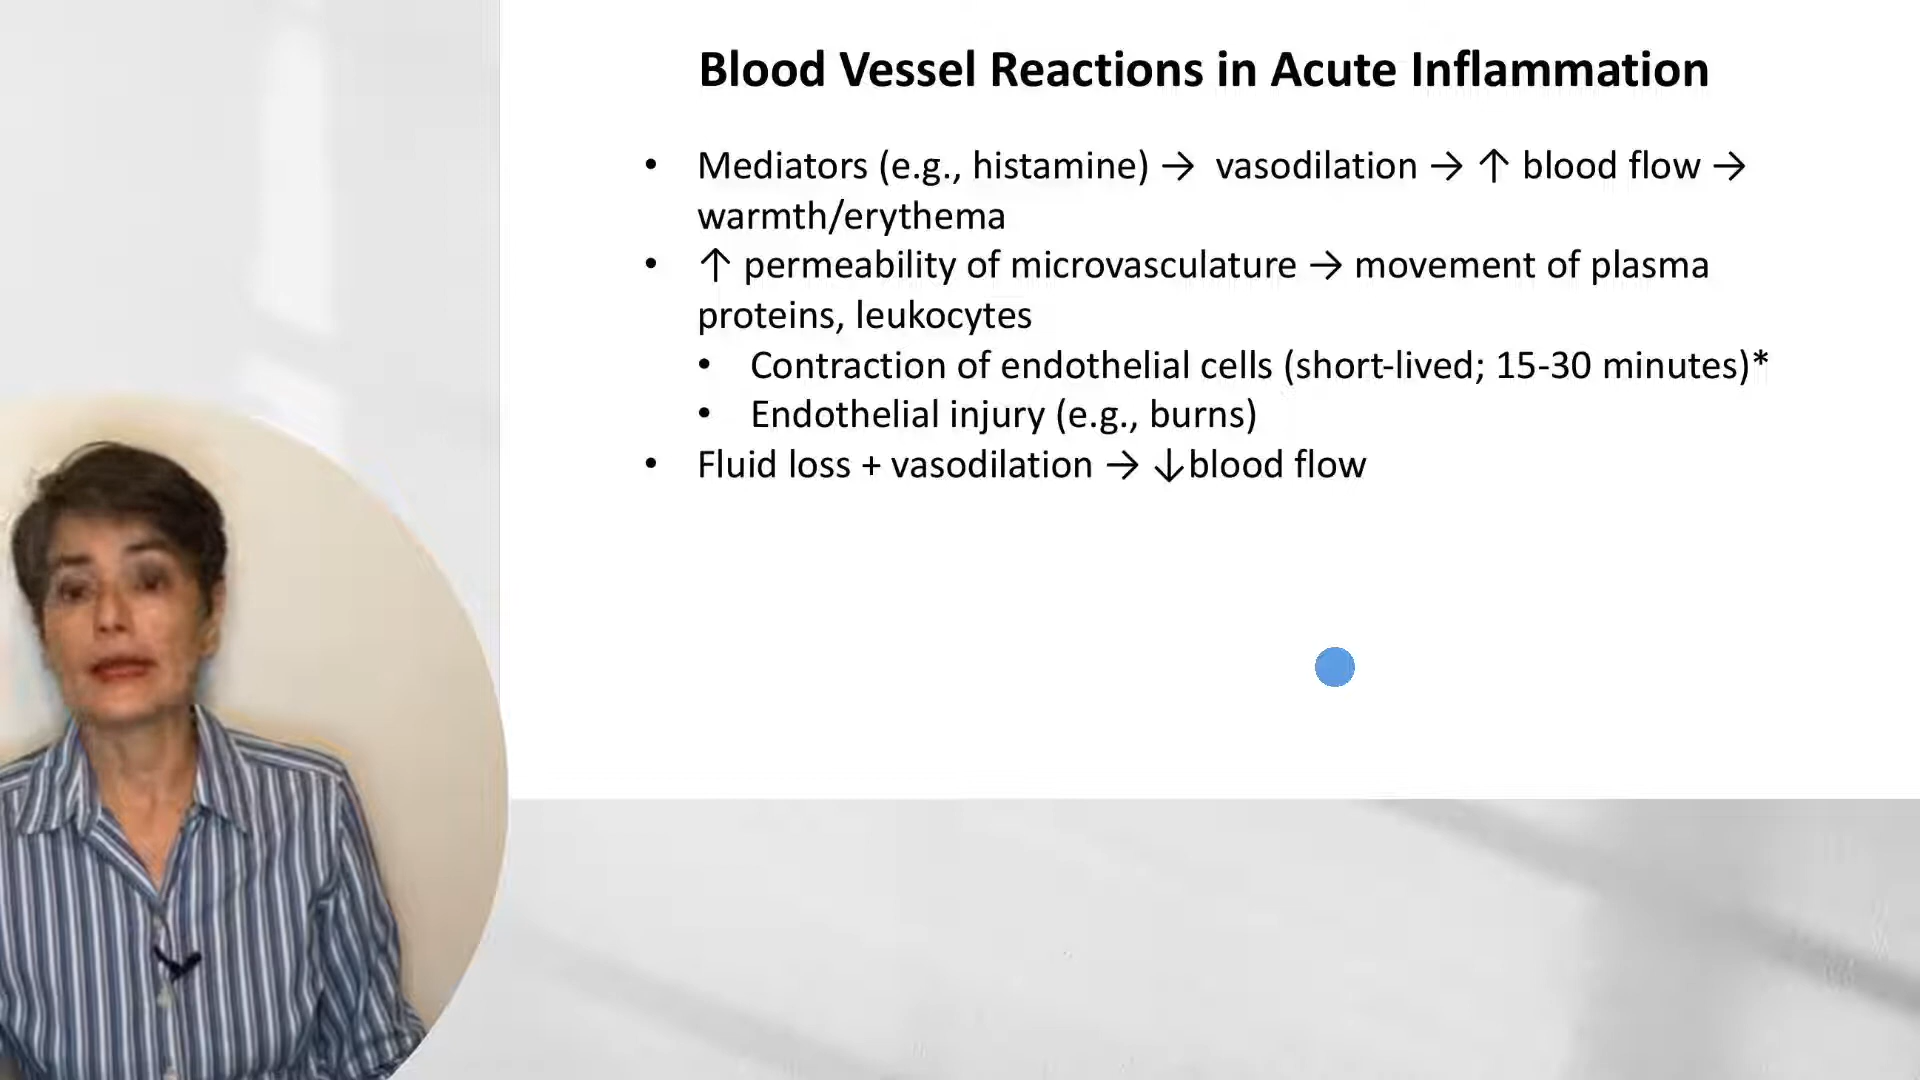 Blood Vessel Reactions in Acute Inflammation
• Mediators (e.g., histamine) → vasodilation → ↑ blood flow →
warmth/erythema
• ↑ permeability of microvasculature → movement of plasma
proteins, leukocytes
• Contraction of endothelial cells (short-lived; 15-30 minutes)*
• Endothelial injury (e.g., burns)
• Fluid loss + vasodilation → ↓blood flow